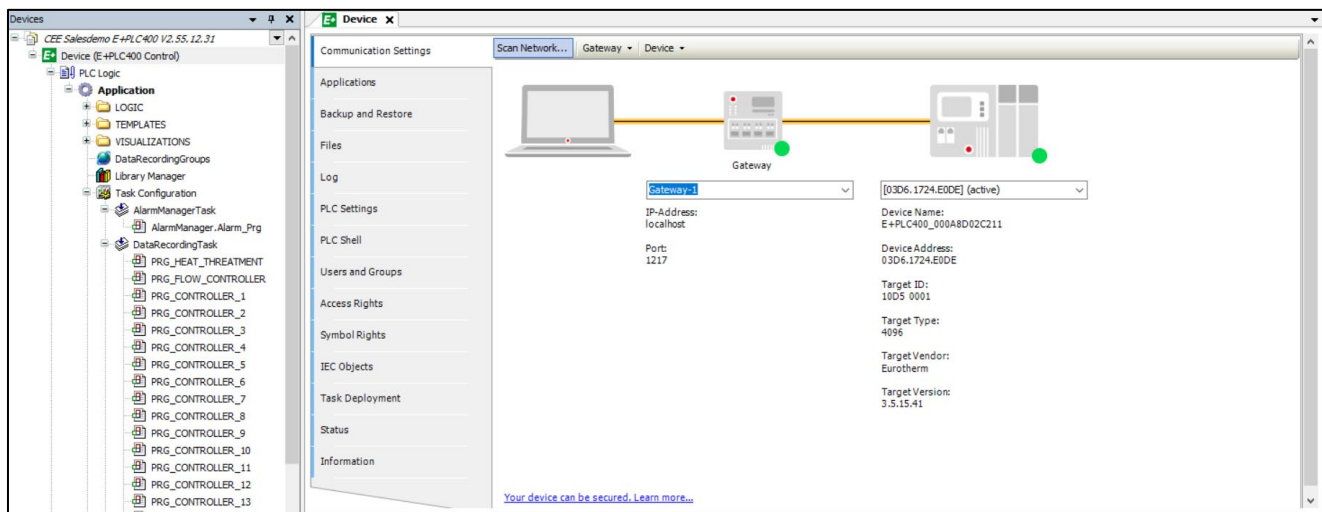 Devices
CEE Salesdemo E+PLC400 V2.55.12.31
Device (E+PLC400 Control)
PLC Logic
Application
LOGIC
TEMPLATES
VISUALIZATIONS
DataRecordingGroups
Library Manager
Task Configuration
AlarmManagerTask
AlarmManager.Alarm_Prg
DataRecordingTask
PRG_HEAT_THREATMENT
PRG_FLOW_CONTROLLER
PRG_CONTROLLER_1
PRG_CONTROLLER_2
PRG_CONTROLLER_3
PRG_CONTROLLER_4
PRG_CONTROLLER_5
PRG_CONTROLLER_6
PRG_CONTROLLER_7
PRG_CONTROLLER_8
PRG_CONTROLLER_9
PRG_CONTROLLER_10
PRG_CONTROLLER_11
PRG_CONTROLLER_12
PRG_CONTROLLER_13
E+ Device X
Communication Settings
Applications
Backup and Restore
Files
Log
PLC Settings
PLC Shell
Users and Groups
Access Rights
Symbol Rights
IEC Objects
Task Deployment
Status
Information
Scan Network... Gateway Device
Gateway
Gateway-1
IP-Address:
localhost
Port:
1217
[03D6.1724.E0DE] (active)
Device Name:
E+PLC400_000A8D02C211
Device Address:
03D6.1724.E0DE
Target ID:
10D5 0001
Target Type:
4096
Target Vendor:
Eurotherm
Target Version:
3.5.15.41
Your device can be secured. Learn more...